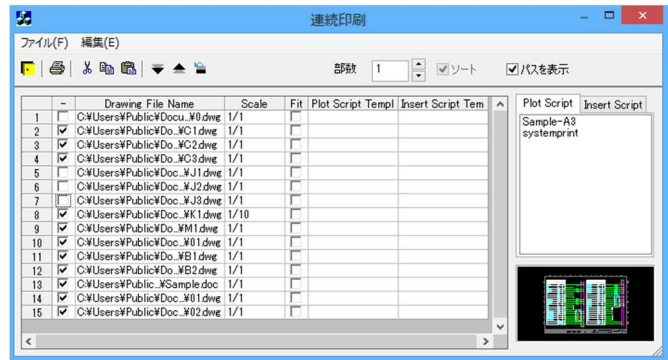 連続印刷
ファイル(F) 編集(E)
部数 1 ソート パスを表示
- Drawing File Name Scale Fit Plot Script Templ Insert Script Tem
1 C:¥Users¥Public¥Docu..¥0.dwg 1/1
2 C:¥Users¥Public¥Do..¥C1.dwg 1/1
3 C:¥Users¥Public¥Do..¥C2.dwg 1/1
4 C:¥Users¥Public¥Do..¥C3.dwg 1/1
5 C:¥Users¥Public¥Doc..¥J1.dwg 1/1
6 C:¥Users¥Public¥Doc..¥J2.dwg 1/1
7 C:¥Users¥Public¥Doc..¥J3.dwg 1/1
8 C:¥Users¥Public¥Doc..¥K1.dwg 1/10
9 C:¥Users¥Public¥Do..¥M1.dwg 1/1
10 C:¥Users¥Public¥Doc..¥01.dwg 1/1
11 C:¥Users¥Public¥Do..¥B1.dwg 1/1
12 C:¥Users¥Public¥Do..¥B2.dwg 1/1
13 C:¥Users¥Public..¥Sample.doc 1/1
14 C:¥Users¥Public¥Doc..¥01.dwg 1/1
15 C:¥Users¥Public¥Doc..¥02.dwg 1/1
Plot Script Insert Script
Sample-A3
systemprint